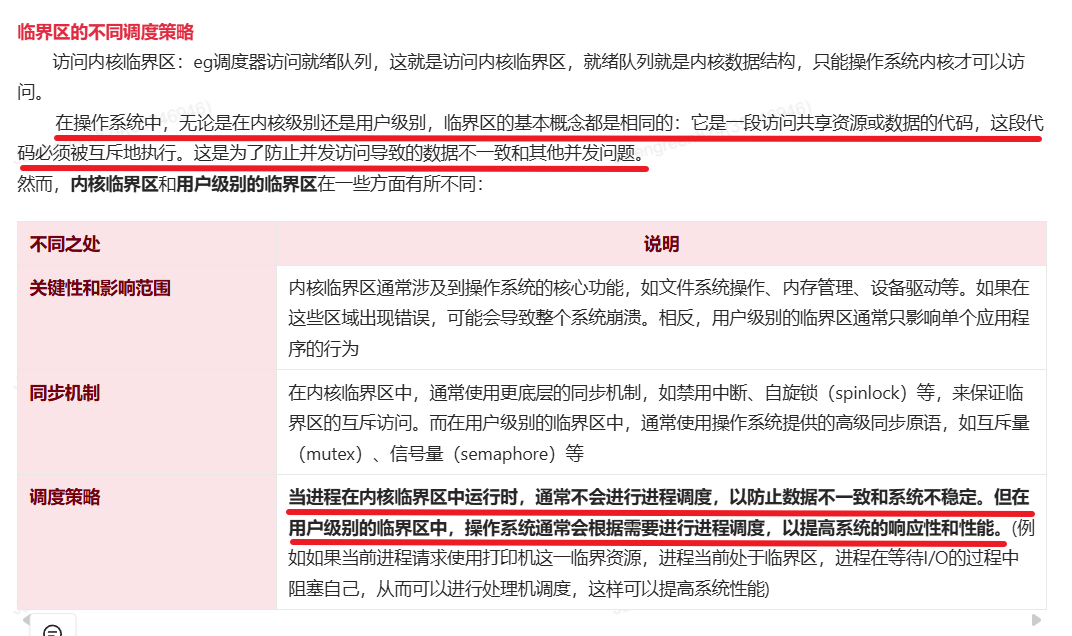 临界区的不同调度策略
访问内核临界区：eg调度器访问就绪队列，这就是访问内核临界区，就绪队列就是内核数据结构，只能操作系统内核才可以访
问。
在操作系统中，无论是在内核级别还是用户级别，临界区的基本概念都是相同的：它是一段访问共享资源或数据的代码，这段代
码必须被互斥地执行。这是为了防止并发访问导致的数据不一致和其他并发问题。
然而，内核临界区和用户级别的临界区在一些方面有所不同：
不同之处
说明
关键性和影响范围
内核临界区通常涉及到操作系统的核心功能，如文件系统操作、内存管理、设备驱动等。如果在
这些区域出现错误，可能会导致整个系统崩溃。相反，用户级别的临界区通常只影响单个应用程
序的行为
同步机制
在内核临界区中，通常使用更底层的同步机制，如禁用中断、自旋锁（spinlock）等，来保证临
界区的互斥访问。而在用户级别的临界区中，通常使用操作系统提供的高级同步原语，如互斥量
（mutex）、信号量（semaphore）等
调度策略
当进程在内核临界区中运行时，通常不会进行进程调度，以防止数据不一致和系统不稳定。但在
用户级别的临界区中，操作系统通常会根据需要进行进程调度，以提高系统的响应性和性能。(例
如如果当前进程请求使用打印机这一临界资源，进程当前处于临界区，进程在等待I/O的过程中
阻塞自己，从而可以进行处理机调度，这样可以提高系统性能)